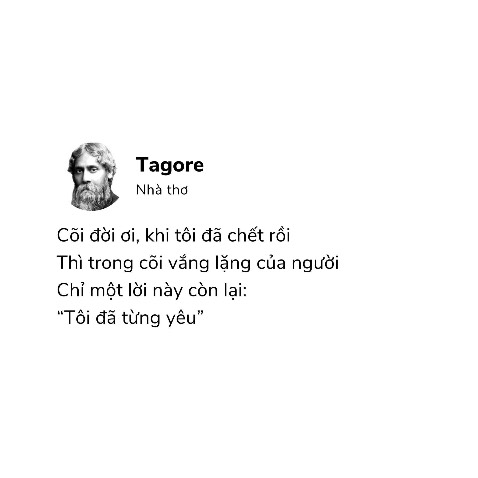 Tagore
Nhà thơ
Cõi đời ơi, khi tôi đã chết rồi
Thì trong cõi vắng lặng của người
Chỉ một lời này còn lại:
“Tôi đã từng yêu”